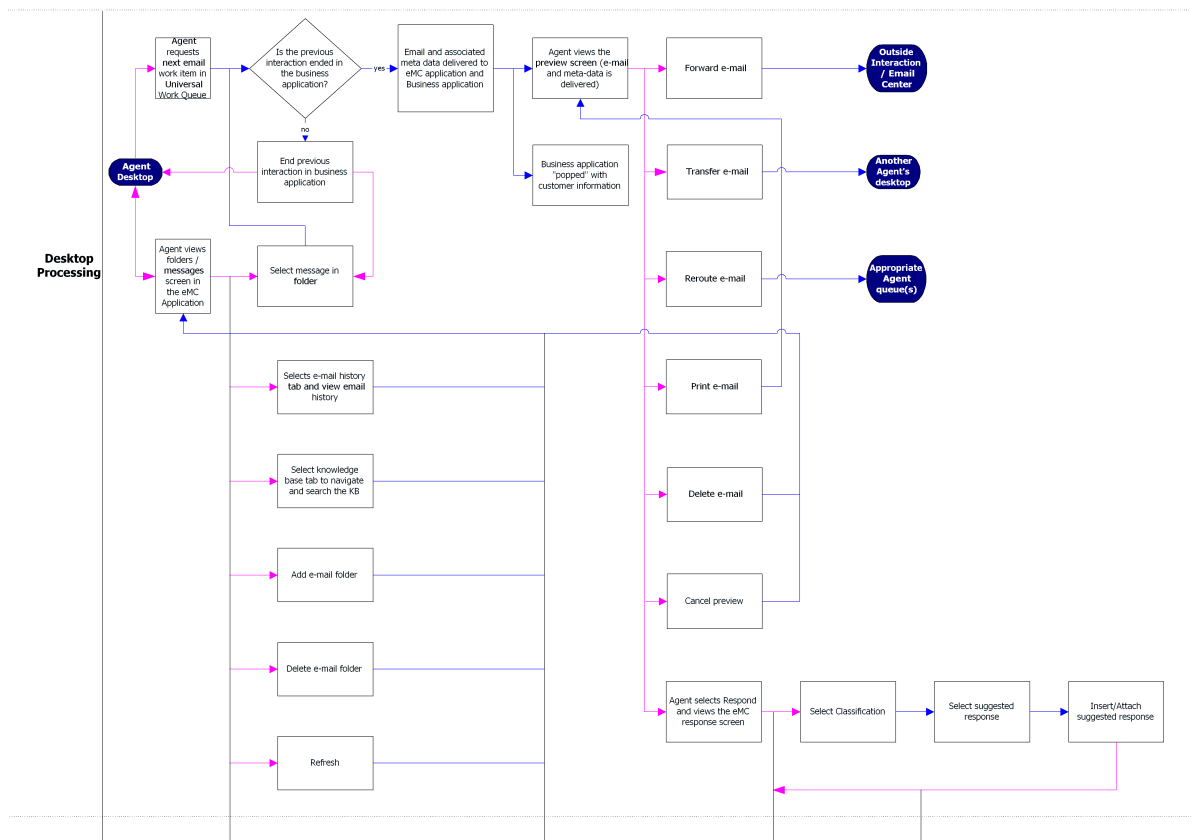 Agent
requests
next email
work item in
Universal
Work Queue
Is the previous
interaction ended in
the business
application?
yes
Email and associated
meta data delivered to
eMC application and
Business application
Agent views the
preview screen (e-mail
and meta-data is
delivered)
Forward e-mail
Outside
Interaction
/ Email
Center
no
Agent
Desktop
End previous
interaction in business
application
Business application
"popped" with
customer information
Transfer e-mail
Another
Agent's
desktop
Desktop
Processing
Agent views
folders /
messages
screen in
the eMC
Application
Select message in
folder
Reroute e-mail
Appropriate
Agent
queue(s)
Selects e-mail history
tab and view email
history
Print e-mail
Select knowledge
base tab to navigate
and search the KB
Delete e-mail
Add e-mail folder
Cancel preview
Delete e-mail folder
Agent selects Respond
and views the eMC
response screen
Select Classification
Select suggested
response
Insert/Attach
suggested response
Refresh